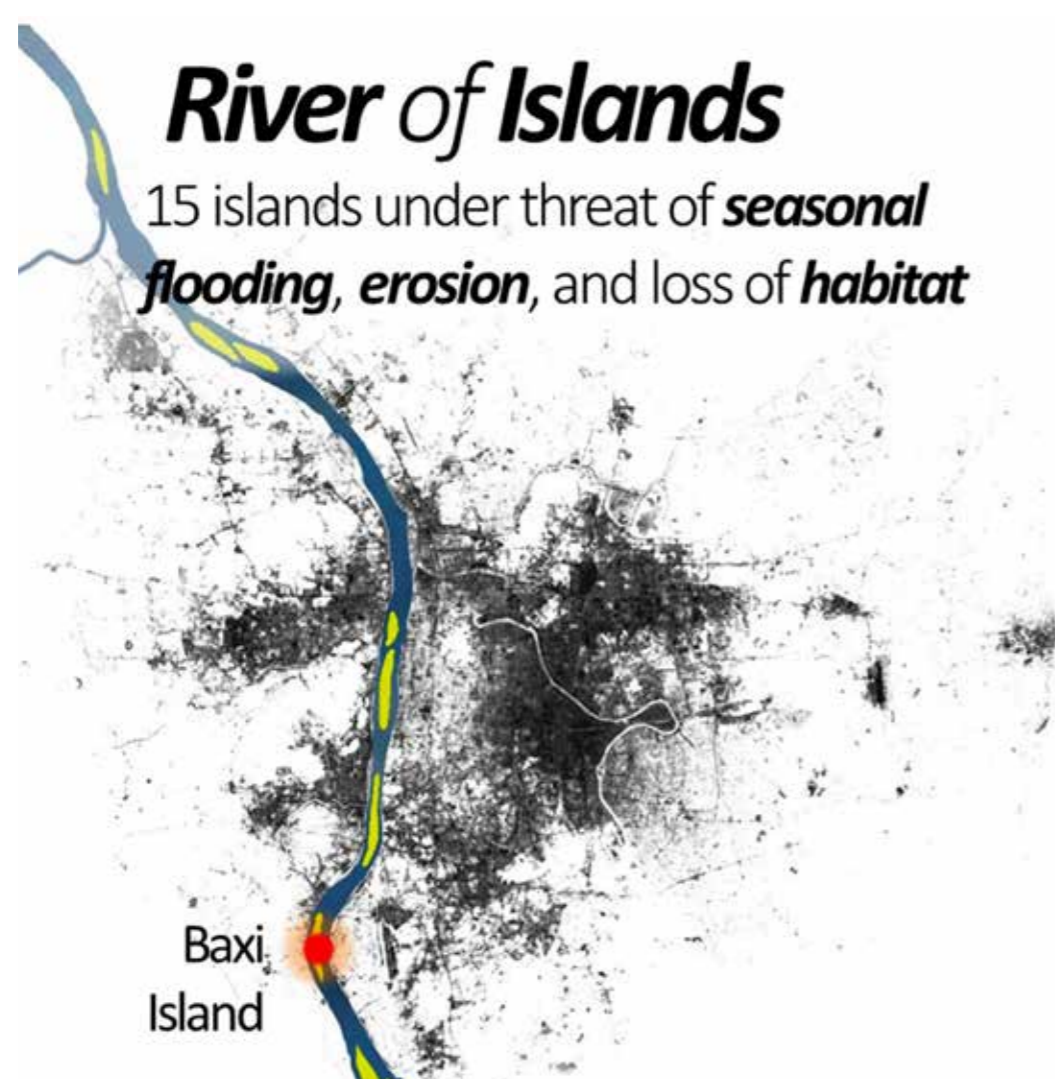 River of Islands
15 islands under threat of seasonal
flooding, erosion, and loss of habitat
Baxi
Island